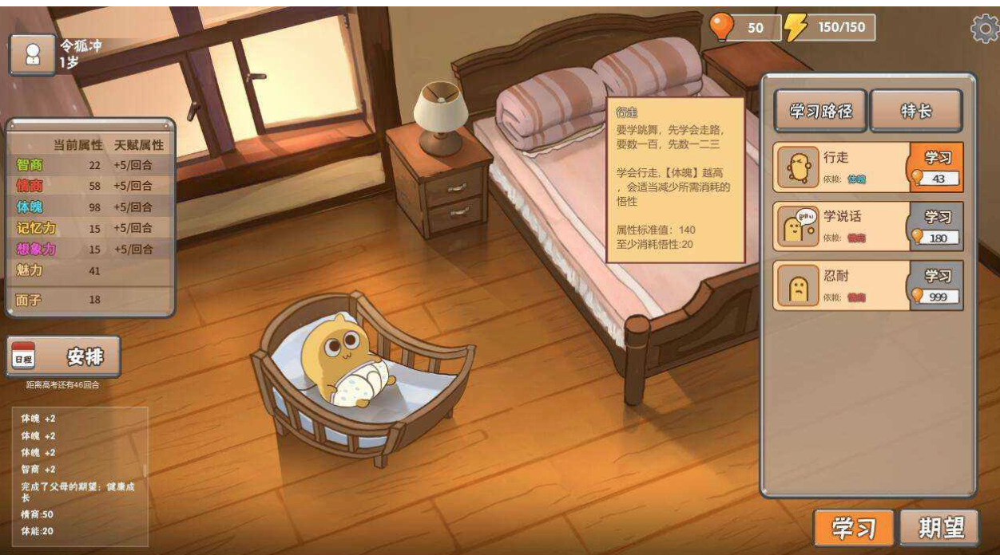 令狐冲
1岁
50
150/150
当前属性 天赋属性
智商 22 +5/回合
情商 58 +5/回合
体魄 98 +5/回合
记忆力 15 +5/回合
想象力 15 +5/回合
魅力 41
面子 18
日程 安排
距离高考还有46回合
体魄 +2
体魄 +2
体魄 +2
智商 +2
完成了父母的期望：健康成
长
情商:50
体能:20
行走
要学跳舞，先学会走路，
要数一百，先数一二三
学会行走,【体魄】越高
，会适当减少所需消耗的
悟性
属性标准值：140
至少消耗悟性:20
学习路径 特长
行走 学习
依赖: 体魄 43
学说话 学习
依赖: 情商 180
忍耐 学习
依赖: 情商 999
学习 期望